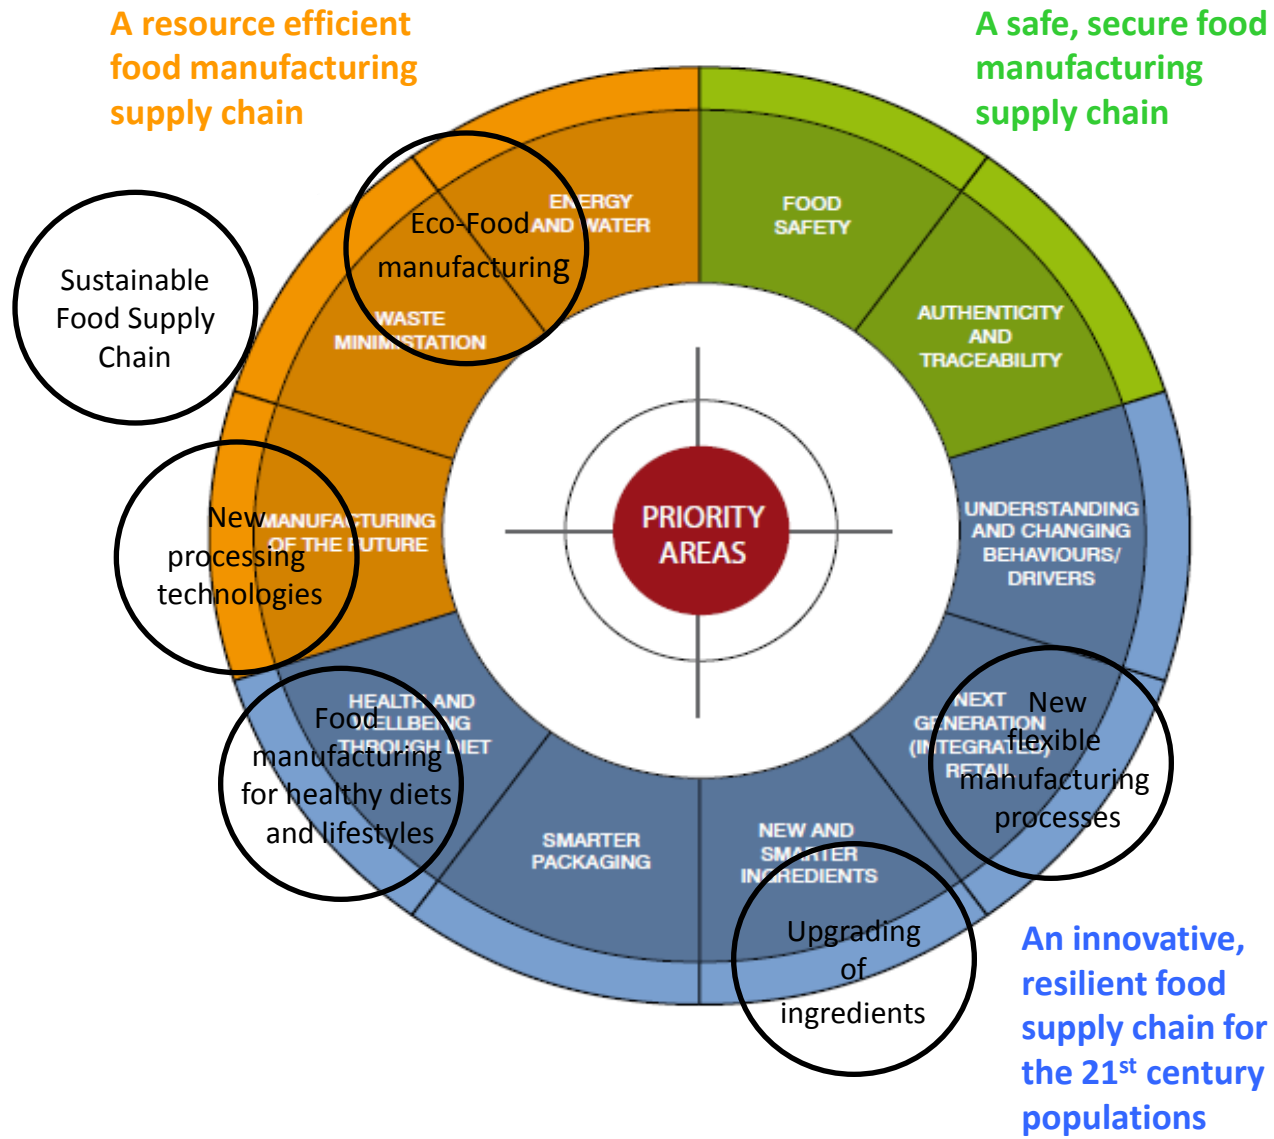 A resource efficient
food manufacturing
supply chain
A safe, secure food
manufacturing
supply chain
ENERGY
AND WATER
FOOD
SAFETY
Eco-Food
manufacturing
Sustainable
Food Supply
Chain
WASTE
MINIMISTATION
AUTHENTICITY
AND
TRACEABILITY
MANUFACTURING
OF THE FUTURE
New
processing
technologies
PRIORITY
AREAS
UNDERSTANDING
AND CHANGING
BEHAVIOURS/
DRIVERS
HEALTH AND
WELLBEING
THROUGH DIET
Food
manufacturing
for healthy diets
and lifestyles
NEXT
GENERATION
(INTEGRATED)
RETAIL
New
flexible
manufacturing
processes
SMARTER
PACKAGING
NEW AND
SMARTER
INGREDIENTS
Upgrading
of
ingredients
An innovative,
resilient food
supply chain for
the 21st century
populations